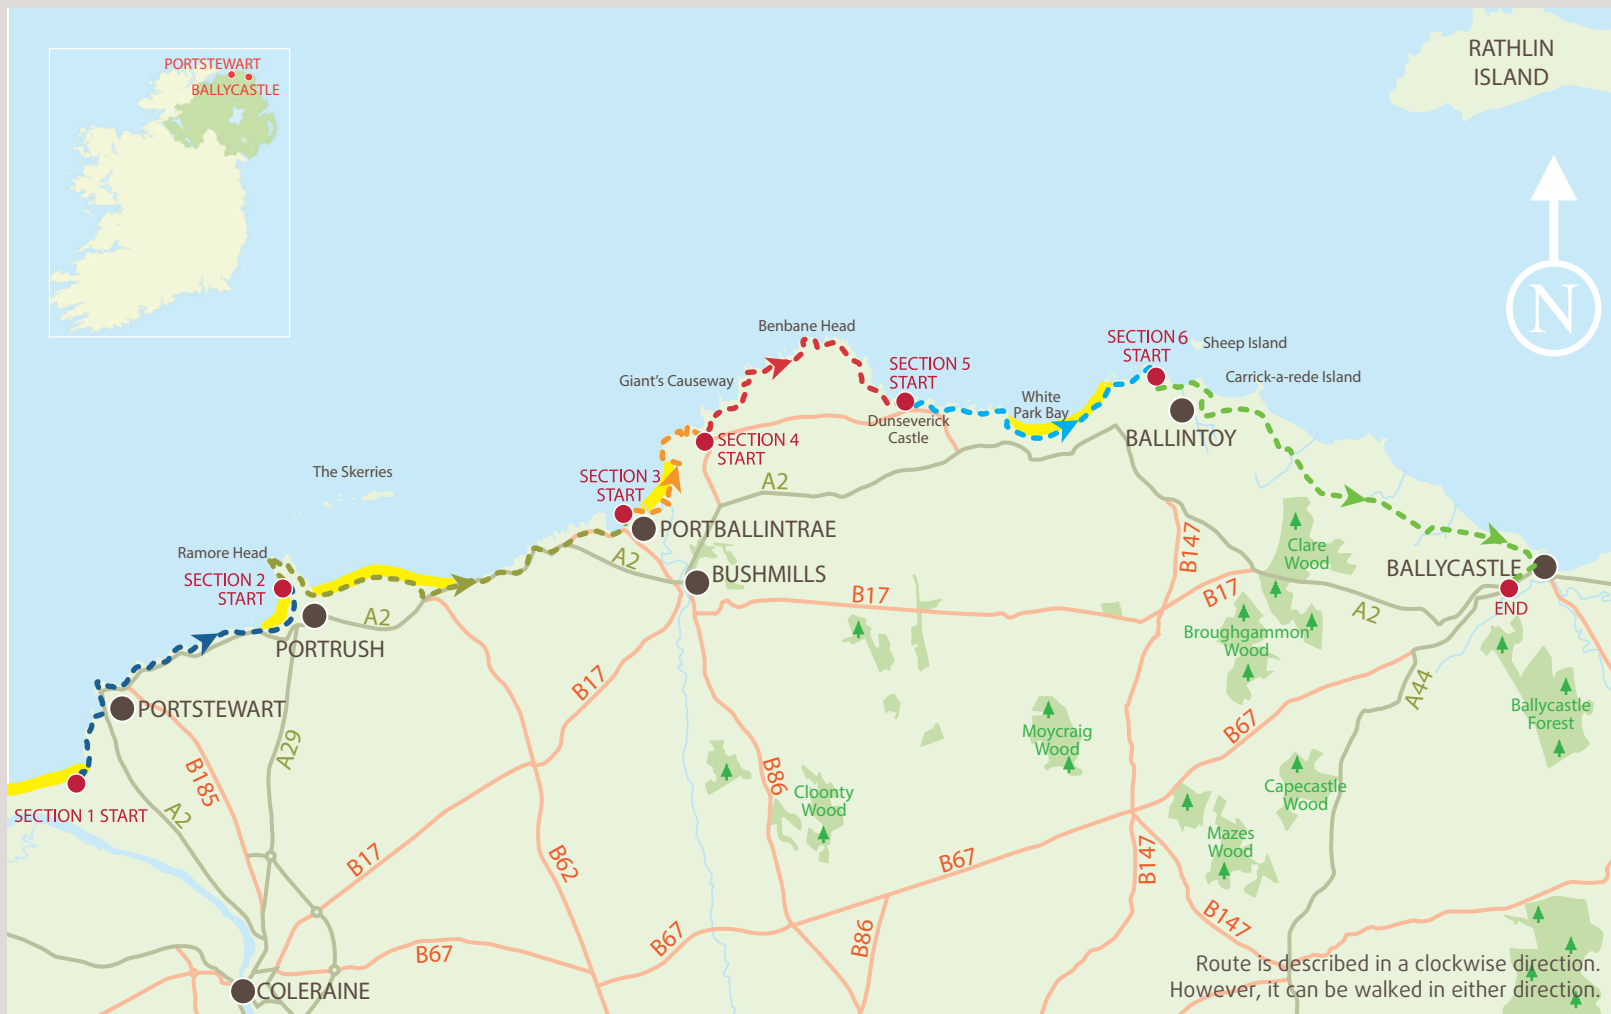 PORTSTEWART
BALLYCASTLE
RATHLIN
ISLAND
N
Benbane Head
SECTION 6
START
Sheep Island
Giant's Causeway
SECTION 5
START
Carrick-a-rede Island
White
Park Bay
Dunseverick
Castle
BALLINTOY
SECTION 4
START
The Skerries
SECTION 3
START
A2
PORTBALLINTRAE
B147
Clare
Wood
Ramore Head
SECTION 2
START
A2
BUSHMILLS
BALLYCASTLE
END
B17
B17
A2
A2
PORTRUSH
Broughgammon
Wood
B17
A44
PORTSTEWART
Ballycastle
Forest
A29
Moycraig
Wood
B67
B185
B86
Cloonty
Wood
Capecastle
Wood
SECTION 1 START
A2
Mazes
Wood
B17
B62
B67
B147
B67
B67
B86
B147
COLERAINE
Route is described in a clockwise direction.
However, it can be walked in either direction.